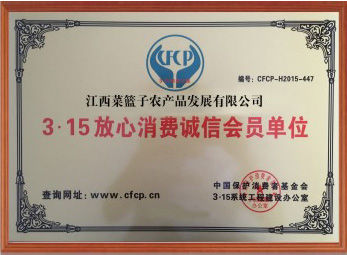 CFCP
编号：CFCP-H2015-447
江西菜篮子农产品发展有限公司
3·15放心消费诚信会员单位
查询网址：www.cfcp.cn
中国保护消费者基金会
3·15系统工程建设办公室